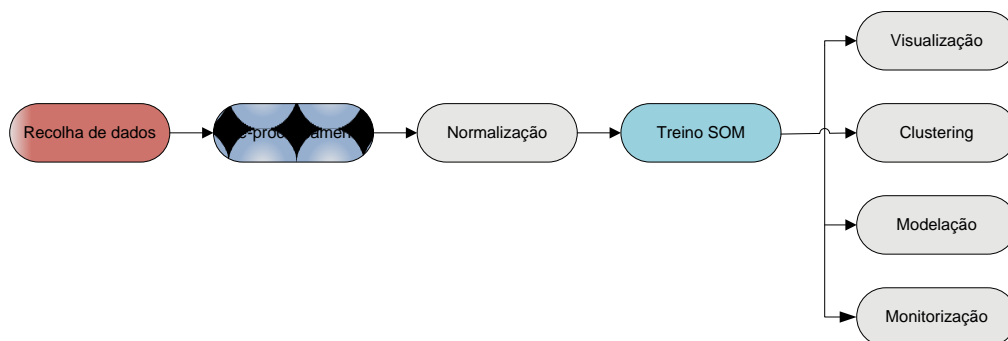 Visualização
Recolha de dados
Normalização
Treino SOM
Clustering
Modelação
Monitorização